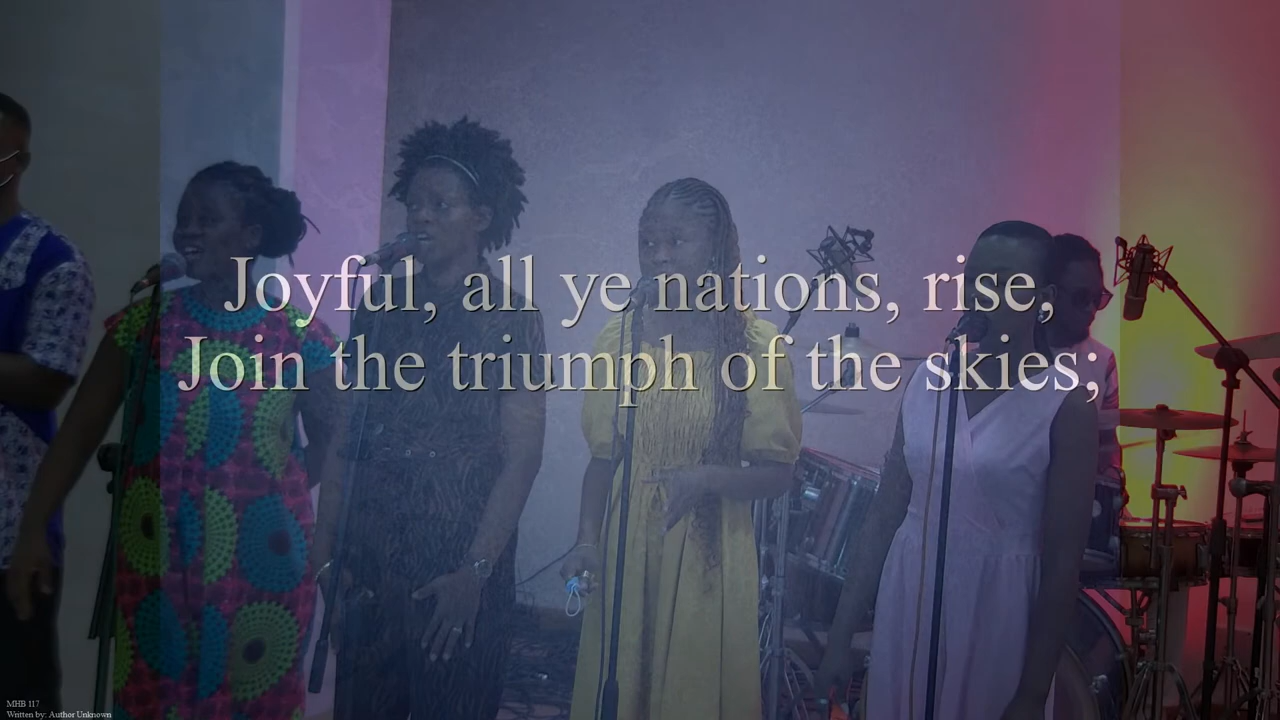 Joyful, all ye nations, rise,
Join the triumph of the skies;
MHB 117
Written by: Author Unknown